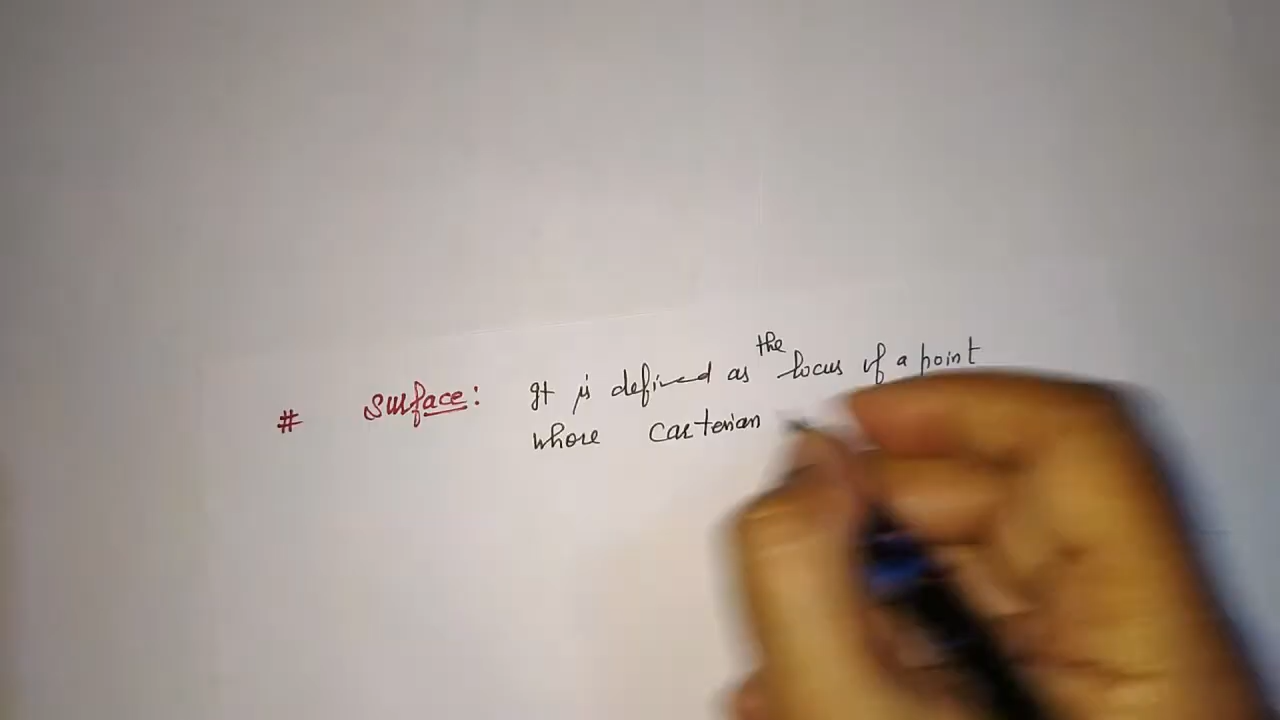 # Surface: It is defined as the locus of a point
whose Cartesian